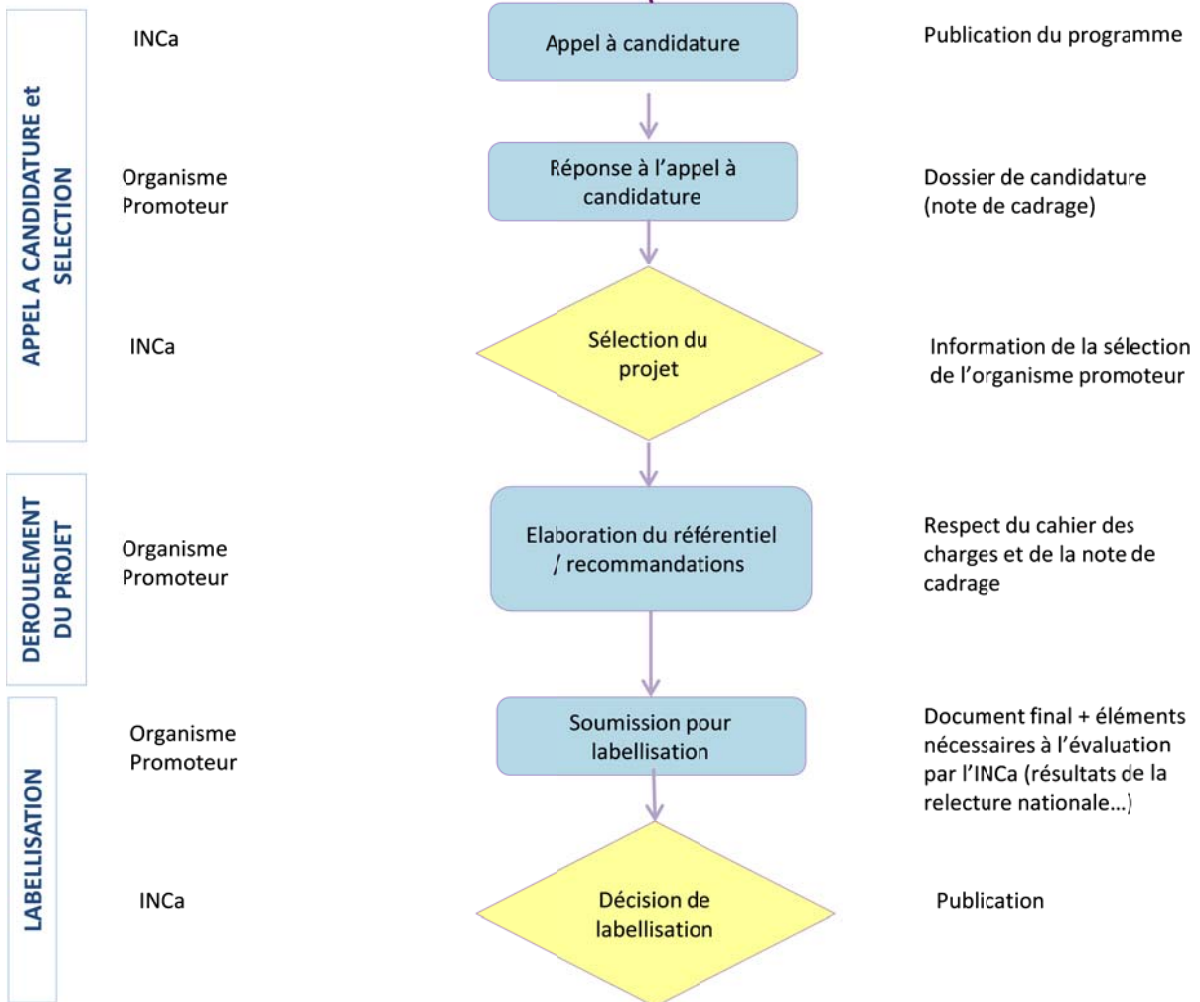 APPEL A CANDIDATURE et
SELECTION
INCa
Appel à candidature
Publication du programme
Organisme
Promoteur
Réponse à l'appel à
candidature
Dossier de candidature
(note de cadrage)
INCa
Sélection du
projet
Information de la sélection
de l'organisme promoteur
DEROULEMENT
DU PROJET
Organisme
Promoteur
Elaboration du référentiel
/ recommandations
Respect du cahier des
charges et de la note de
cadrage
LABELLISATION
Organisme
Promoteur
Soumission pour
labellisation
Document final + éléments
nécessaires à l'évaluation
par l'INCa (résultats de la
relecture nationale...)
INCa
Décision de
labellisation
Publication